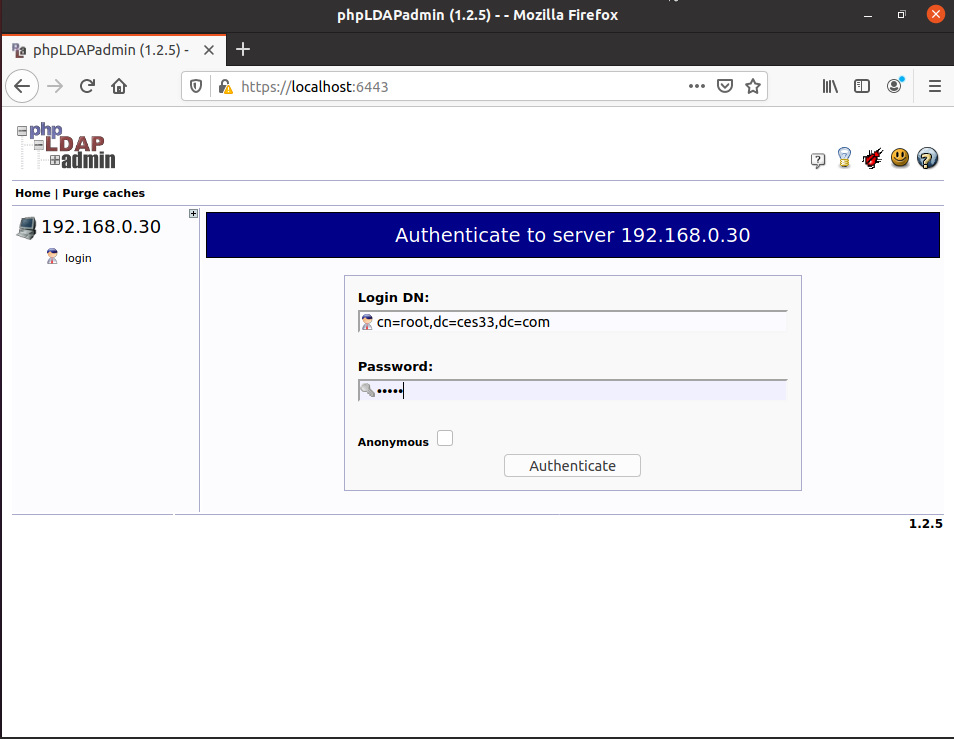 phpLDAPadmin (1.2.5) - - Mozilla Firefox
phpLDAPadmin (1.2.5) -
https://localhost:6443
php
LDAP
admin
Home | Purge caches
192.168.0.30
login
Authenticate to server 192.168.0.30
Login DN:
cn=root,dc=ces33,dc=com
Password:
•••••
Anonymous
Authenticate
1.2.5